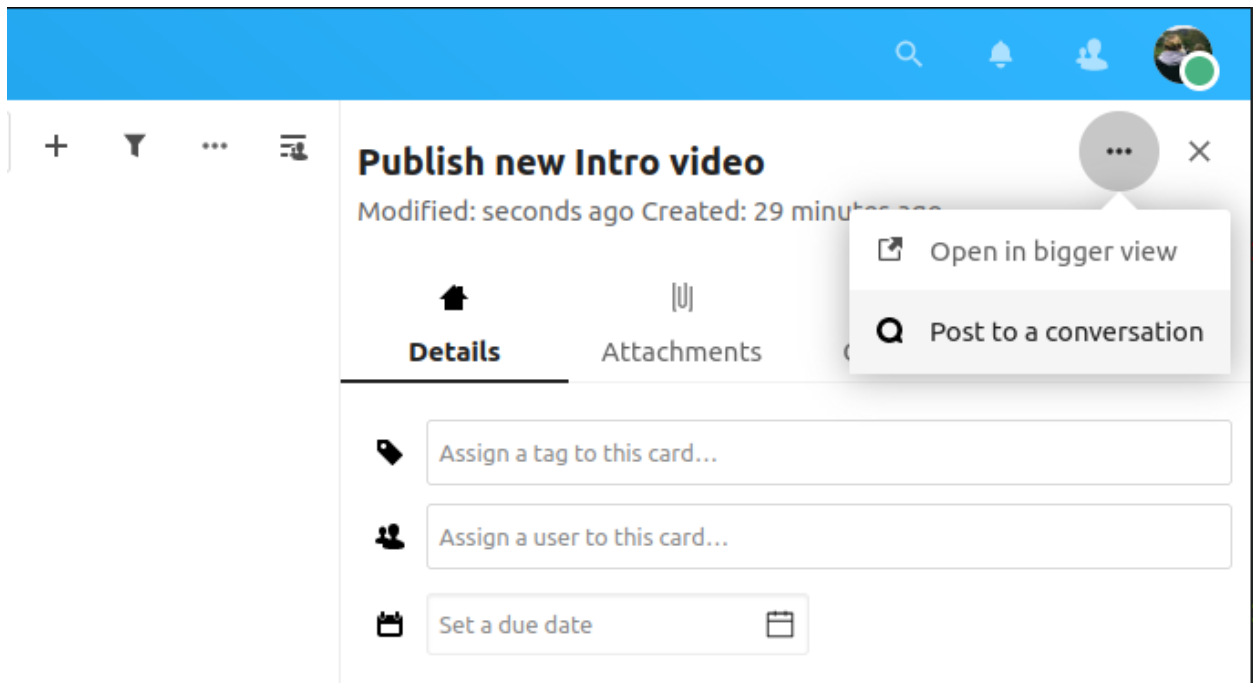 Publish new Intro video
Modified: seconds ago Created: 29 minutes ago
Open in bigger view
Post to a conversation
Details
Attachments
Assign a tag to this card...
Assign a user to this card...
Set a due date